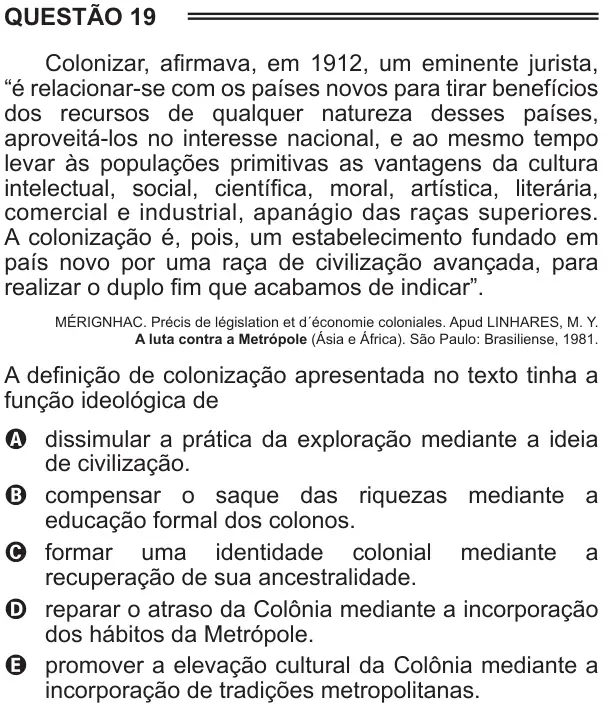 QUESTÃO 19
Colonizar, afirmava, em 1912, um eminente jurista,
“é relacionar-se com os países novos para tirar benefícios
dos recursos de qualquer natureza desses países,
aproveitá-los no interesse nacional, e ao mesmo tempo
levar às populações primitivas as vantagens da cultura
intelectual, social, científica, moral, artística, literária,
comercial e industrial, apanágio das raças superiores.
A colonização é, pois, um estabelecimento fundado em
país novo por uma raça de civilização avançada, para
realizar o duplo fim que acabamos de indicar”.
MÉRIGNHAC. Précis de législation et d´économie coloniales. Apud LINHARES, M. Y.
A luta contra a Metrópole (Ásia e África). São Paulo: Brasiliense, 1981.
A definição de colonização apresentada no texto tinha a
função ideológica de
A dissimular a prática da exploração mediante a ideia
de civilização.
B compensar o saque das riquezas mediante a
educação formal dos colonos.
C formar uma identidade colonial mediante a
recuperação de sua ancestralidade.
D reparar o atraso da Colônia mediante a incorporação
dos hábitos da Metrópole.
E promover a elevação cultural da Colônia mediante a
incorporação de tradições metropolitanas.